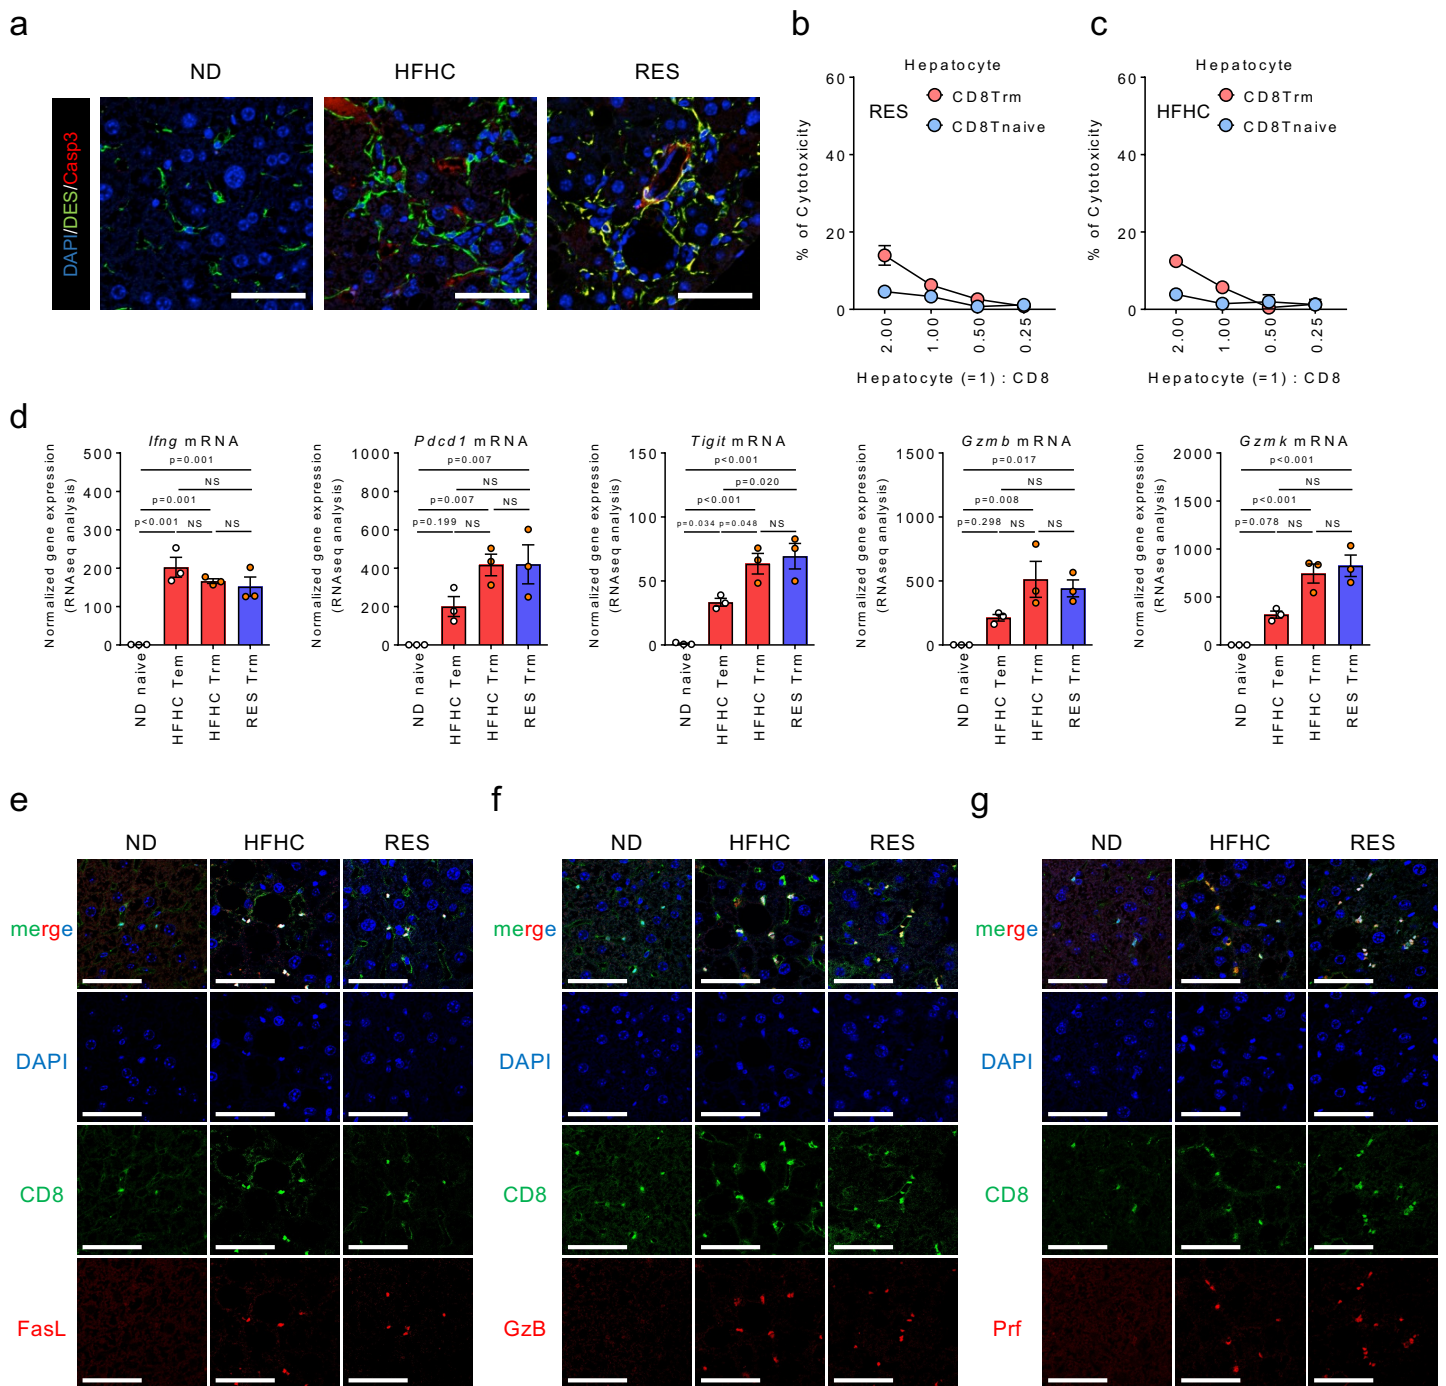 a
ND
HFHC
RES
DAPI/DES/Casp3
b
Hepatocyte
RES
CD8Trm
CD8Tnaive
% of Cytotoxicity
60
40
20
0
2.00
1.00
0.50
0.25
Hepatocyte (=1) : CD8
c
Hepatocyte
HFHC
CD8Trm
CD8Tnaive
% of Cytotoxicity
60
40
20
0
2.00
1.00
0.50
0.25
Hepatocyte (=1) : CD8
d
Ifng mRNA
Normalized gene expression
(RNAseq analysis)
500
400
300
200
100
0
p=0.001
NS
p=0.001
p<0.001
NS
NS
ND naive
HFHC Tem
HFHC Trm
RES Trm
Pdcd1 mRNA
Normalized gene expression
(RNAseq analysis)
1000
800
600
400
200
0
p=0.007
NS
p=0.007
NS
p=0.199
NS
ND naive
HFHC Tem
HFHC Trm
RES Trm
Tigit mRNA
Normalized gene expression
(RNAseq analysis)
150
100
50
0
p<0.001
p=0.020
p<0.001
p=0.034
p=0.048
NS
ND naive
HFHC Tem
HFHC Trm
RES Trm
Gzmb mRNA
Normalized gene expression
(RNAseq analysis)
1500
1000
500
0
p=0.017
NS
p=0.008
p=0.298
NS
NS
ND naive
HFHC Tem
HFHC Trm
RES Trm
Gzmk mRNA
Normalized gene expression
(RNAseq analysis)
2000
1500
1000
500
0
p<0.001
NS
p<0.001
p=0.078
NS
NS
ND naive
HFHC Tem
HFHC Trm
RES Trm
e
ND
HFHC
RES
merge
DAPI
CD8
FasL
f
ND
HFHC
RES
merge
DAPI
CD8
GzB
g
ND
HFHC
RES
merge
DAPI
CD8
Prf